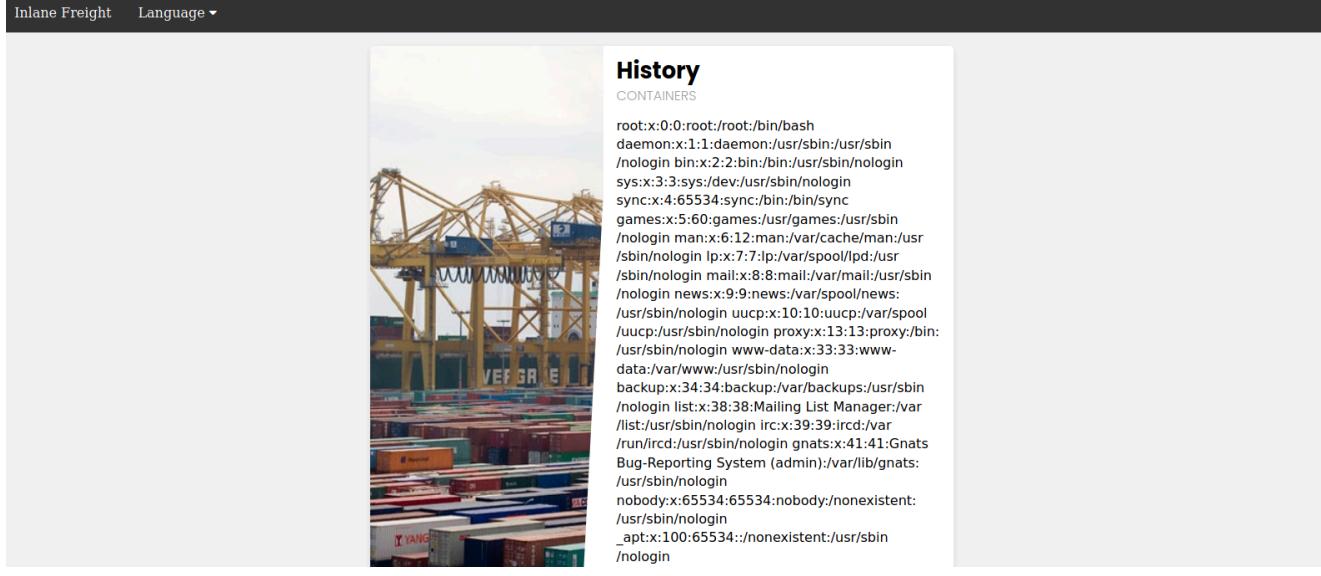 Inlane Freight Language
History
CONTAINERS
root:x:0:0:root:/root:/bin/bash
daemon:x:1:1:daemon:/usr/sbin:/usr/sbin
/nologin bin:x:2:2:bin:/bin:/usr/sbin/nologin
sys:x:3:3:sys:/dev:/usr/sbin/nologin
sync:x:4:65534:sync:/bin:/bin/sync
games:x:5:60:games:/usr/games:/usr/sbin
/nologin man:x:6:12:man:/var/cache/man:/usr
/sbin/nologin lp:x:7:7:lp:/var/spool/lpd:/usr
/sbin/nologin mail:x:8:8:mail:/var/mail:/usr/sbin
/nologin news:x:9:9:news:/var/spool/news:
/usr/sbin/nologin uucp:x:10:10:uucp:/var/spool
/uucp:/usr/sbin/nologin proxy:x:13:13:proxy:/bin:
/usr/sbin/nologin www-data:x:33:33:www-
data:/var/www:/usr/sbin/nologin
backup:x:34:34:backup:/var/backups:/usr/sbin
/nologin list:x:38:38:Mailing List Manager:/var
/list:/usr/sbin/nologin irc:x:39:39:ircd:/var
/run/ircd:/usr/sbin/nologin gnats:x:41:41:Gnats
Bug-Reporting System (admin):/var/lib/gnats:
/usr/sbin/nologin
nobody:x:65534:65534:nobody:/nonexistent:
/usr/sbin/nologin
_apt:x:100:65534::/nonexistent:/usr/sbin
/nologin
YANG